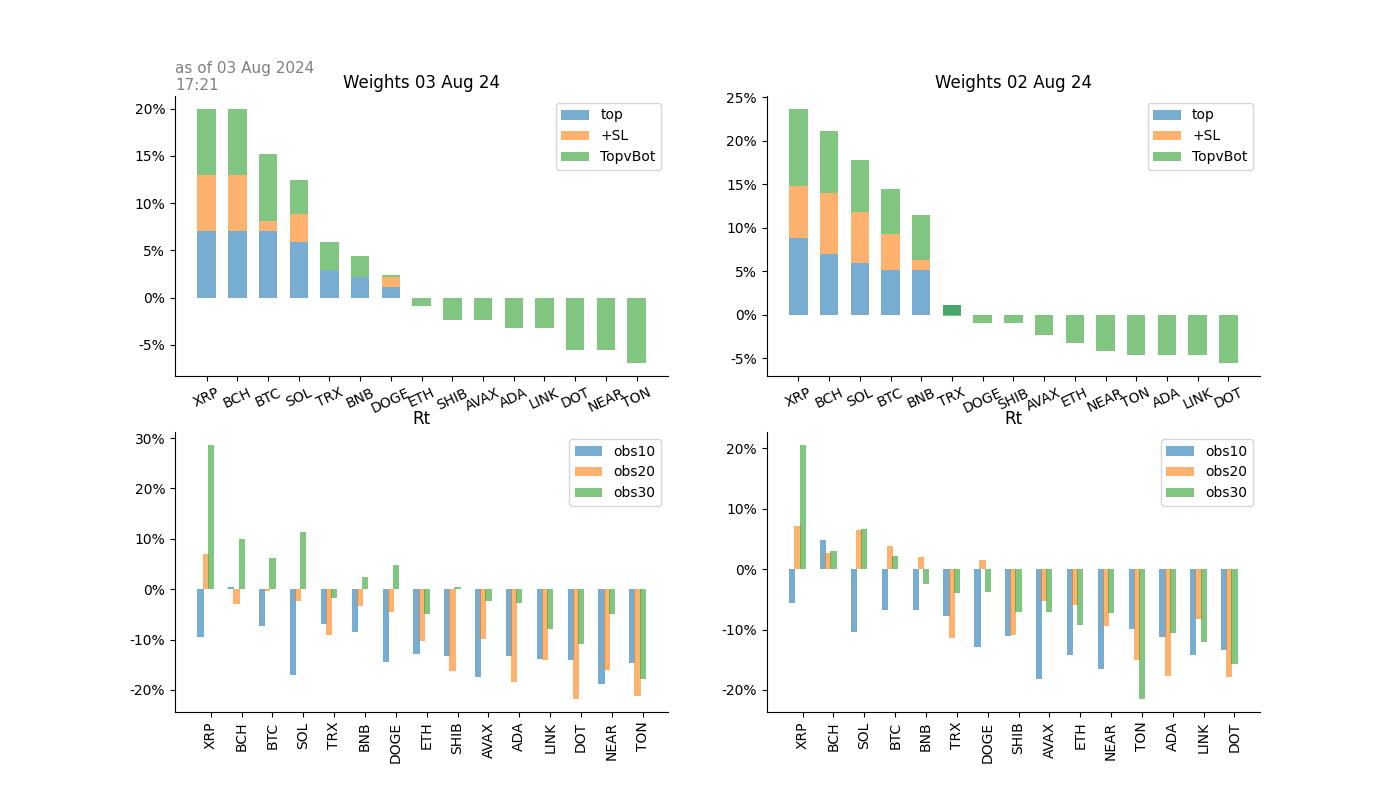 as of 03 Aug 2024
17:21
Weights 03 Aug 24
20%
15%
10%
5%
0%
-5%
top
+SL
TopvBot
XRP BCH BTC SOL TRX BNB DOGE ETH SHIB AVAX ADA LINK DOT NEAR TON
Weights 02 Aug 24
25%
20%
15%
10%
5%
0%
-5%
top
+SL
TopvBot
XRP BCH SOL BTC BNB TRX DOGE SHIB AVAX ETH NEAR TON ADA LINK DOT
Rt
30%
20%
10%
0%
-10%
-20%
obs10
obs20
obs30
XRP BCH BTC SOL TRX BNB DOGE ETH SHIB AVAX ADA LINK DOT NEAR TON
Rt
20%
10%
0%
-10%
-20%
obs10
obs20
obs30
XRP BCH SOL BTC BNB TRX DOGE SHIB AVAX ETH NEAR TON ADA LINK DOT